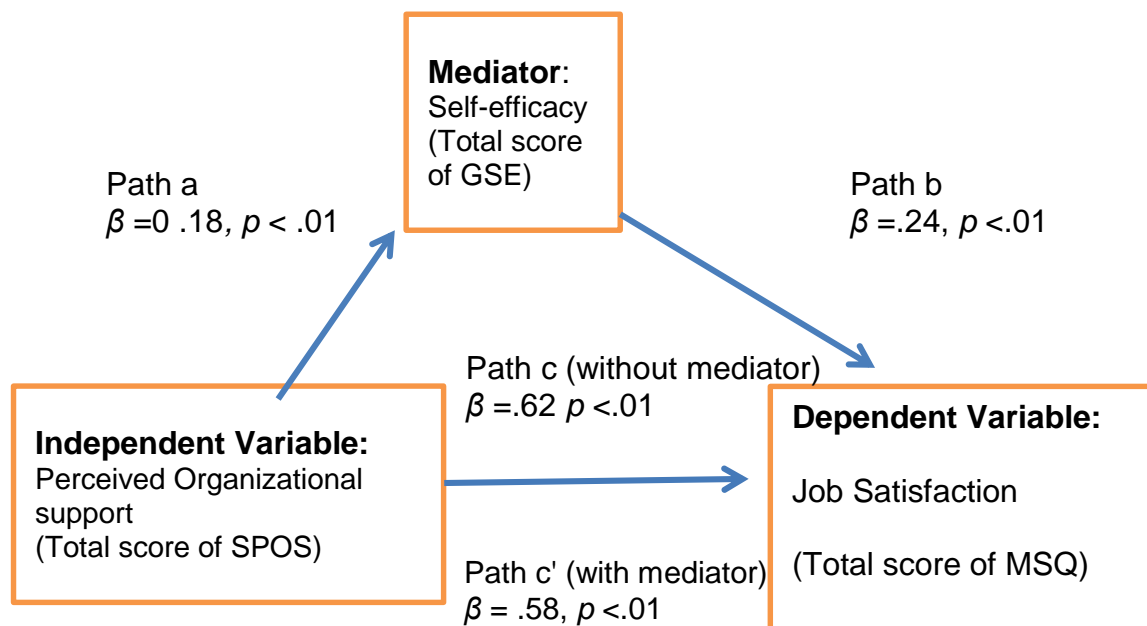 Mediator:
Self-efficacy
(Total score
of GSE)
Path a
β =0 .18, p < .01
Path b
β =.24, p <.01
Path c (without mediator)
β =.62 p <.01
Independent Variable:
Perceived Organizational
support
(Total score of SPOS)
Dependent Variable:
Job Satisfaction
(Total score of MSQ)
Path c' (with mediator)
β = .58, p <.01